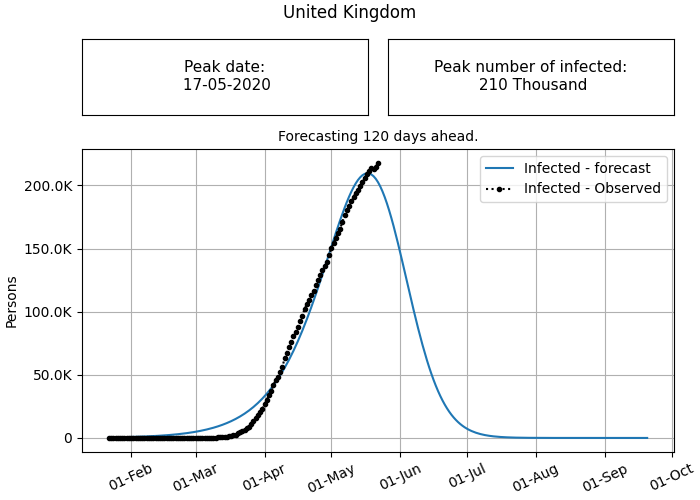 United Kingdom
Peak date:
17-05-2020
Peak number of infected:
210 Thousand
Forecasting 120 days ahead.
Infected - forecast
Infected - Observed
200.0K
150.0K
100.0K
50.0K
0
Persons
01-Feb
01-Mar
01-Apr
01-May
01-Jun
01-Jul
01-Aug
01-Sep
01-Oct